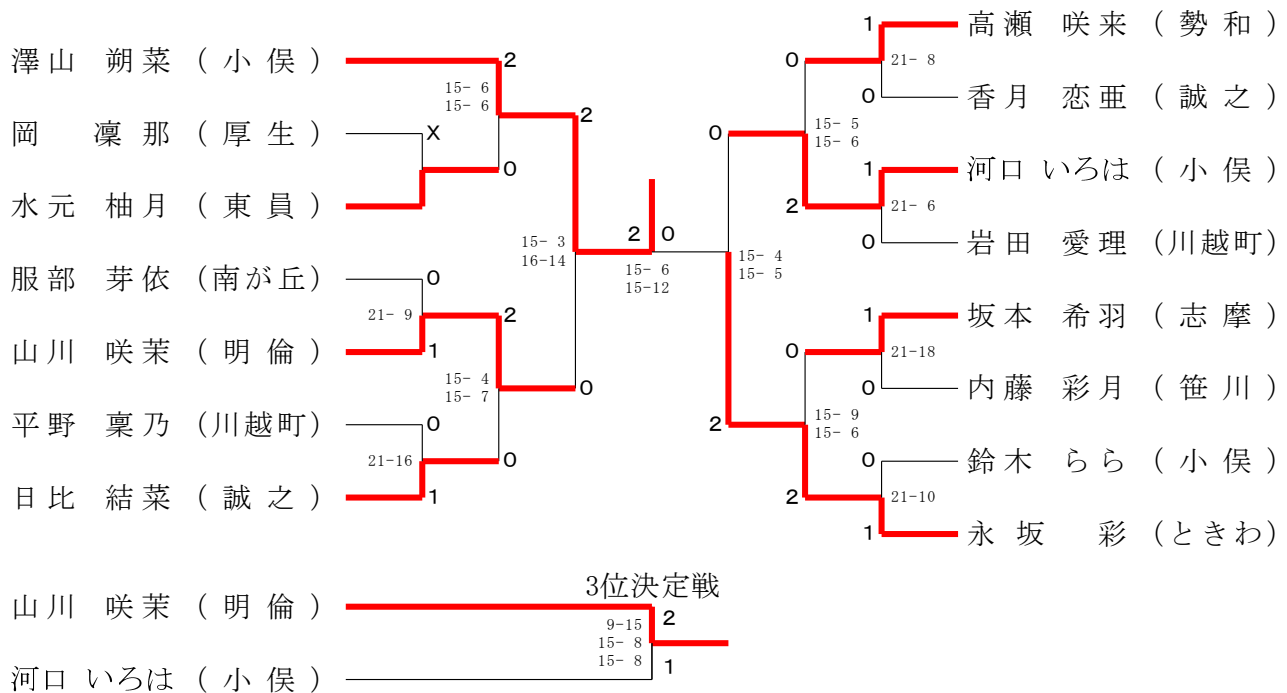 澤山 朔菜 ( 小 俣 )
岡 凜那 ( 厚 生 )
水元 柚月 ( 東 員 )
服部 芽依 (南が丘)
山川 咲茉 ( 明 倫 )
平野 稟乃 (川越町)
日比 結菜 ( 誠 之 )
2
15- 6
15- 6
X
0
0
21- 9
1
0
21-16
1
2
15- 4
15- 7
0
2
15- 3
16-14
0
2 0
15- 6
15-12
0
15- 4
15- 5
2
0
15- 5
15- 6
2
0
15- 9
15- 6
2
1
21- 8
0
1
21- 6
0
1
21-18
0
0
21-10
1
高瀬 咲来 ( 勢 和 )
香月 恋亜 ( 誠 之 )
河口 いろは ( 小 俣 )
岩田 愛理 (川越町)
坂本 希羽 ( 志 摩 )
内藤 彩月 ( 笹 川 )
鈴木 らら ( 小 俣 )
永坂 彩 (ときわ)
3位決定戦
山川 咲茉 ( 明 倫 )
2
9-15
15- 8
15- 8
1
河口 いろは ( 小 俣 )